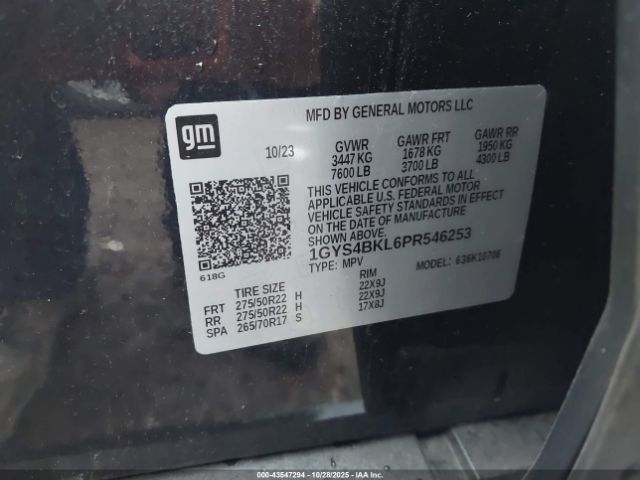 MFD BY GENERAL MOTORS LLC
gm
10/23 GVWR GAWR FRT GAWR RR
3447 KG 1678 KG 1950 KG
7600 LB 3700 LB 4300 LB
THIS VEHICLE CONFORMS TO ALL
APPLICABLE U.S. FEDERAL MOTOR
VEHICLE SAFETY STANDARDS IN EFFECT
ON THE DATE OF MANUFACTURE
SHOWN ABOVE.
1GYS4BKL6PR546253
TYPE: MPV MODEL: 636K10706
618G
TIRE SIZE RIM
FRT 275/50R22 H 22X9J
RR 275/50R22 H 22X9J
SPA 265/70R17 S 17X8J
000-43547294 | 10/28/2025 | IAA, Inc.